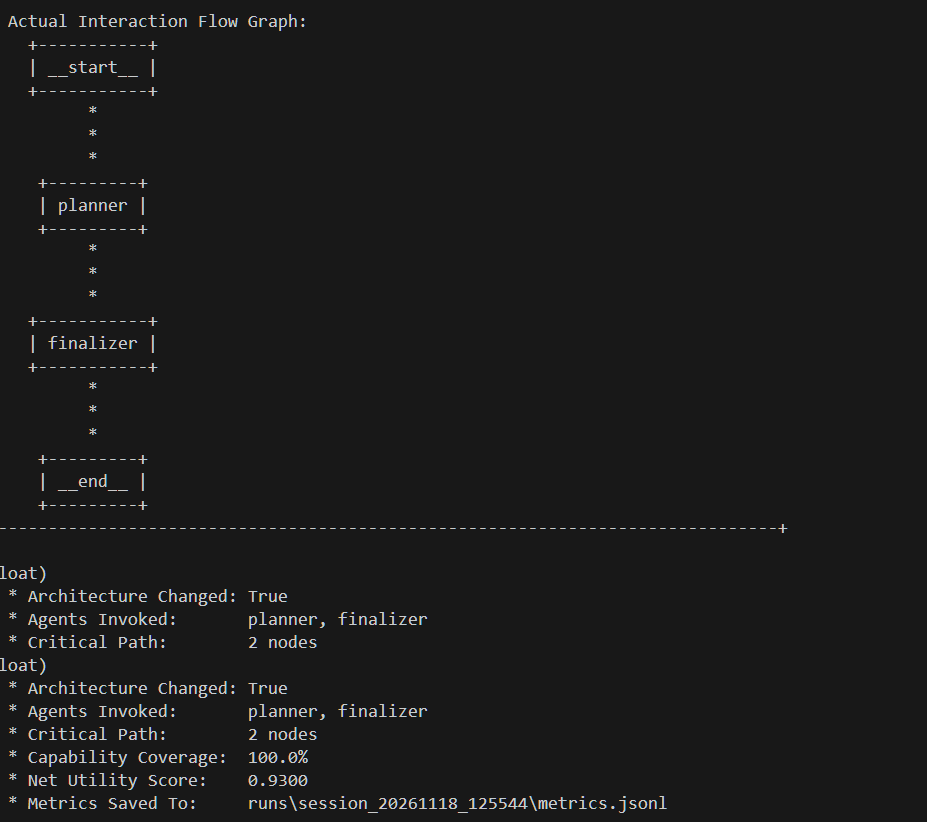 Actual Interaction Flow Graph:
+-----------+
| __start__ |
+-----------+
*
*
*
+---------+
| planner |
+---------+
*
*
*
+-----------+
| finalizer |
+-----------+
*
*
*
+---------+
| __end__ |
+---------+
-------------------------------------------------------------------------------+
loat)
* Architecture Changed: True
* Agents Invoked:       planner, finalizer
* Critical Path:        2 nodes
loat)
* Architecture Changed: True
* Agents Invoked:       planner, finalizer
* Critical Path:        2 nodes
* Capability Coverage:  100.0%
* Net Utility Score:    0.9300
* Metrics Saved To:     runs\session_20261118_125544\metrics.jsonl